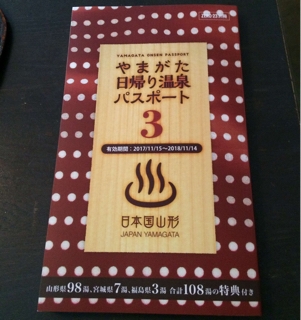 YAMAGATA ONSEN PASSPORT
やまがた
日帰り温泉
パスポート
3
有効期間:2017/11/15～2018/11/14
日本国山形
JAPAN YAMAGATA
山形県98湯、宮城県7湯、福島県3湯 合計108湯の特典付き